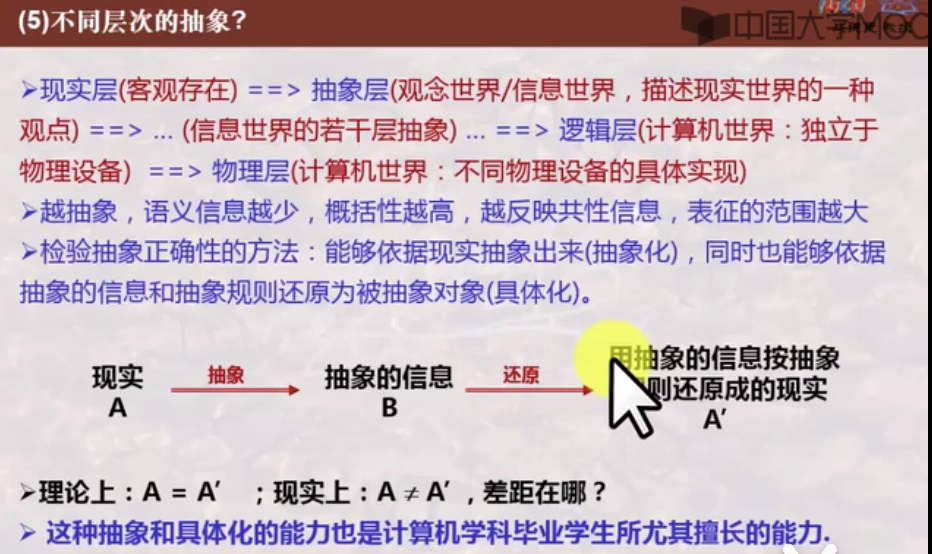 (5)不同层次的抽象?
中国大学MOO
➢现实层(客观存在) ==> 抽象层(观念世界/信息世界，描述现实世界的一种
观点) ==> ... (信息世界的若干层抽象) ... ==> 逻辑层(计算机世界：独立于
物理设备) ==> 物理层(计算机世界：不同物理设备的具体实现)
➢越抽象，语义信息越少，概括性越高，越反映共性信息，表征的范围越大
➢检验抽象正确性的方法：能够依据现实抽象出来(抽象化)，同时也能够依据
抽象的信息和抽象规则还原为被抽象对象(具体化)。
现实
A
抽象
抽象的信息
B
还原
用抽象的信息按抽象
则还原成的现实
A′
➢理论上：A = A′ ；现实上：A ≠ A′，差距在哪？
➢ 这种抽象和具体化的能力也是计算机学科毕业学生所尤其擅长的能力.